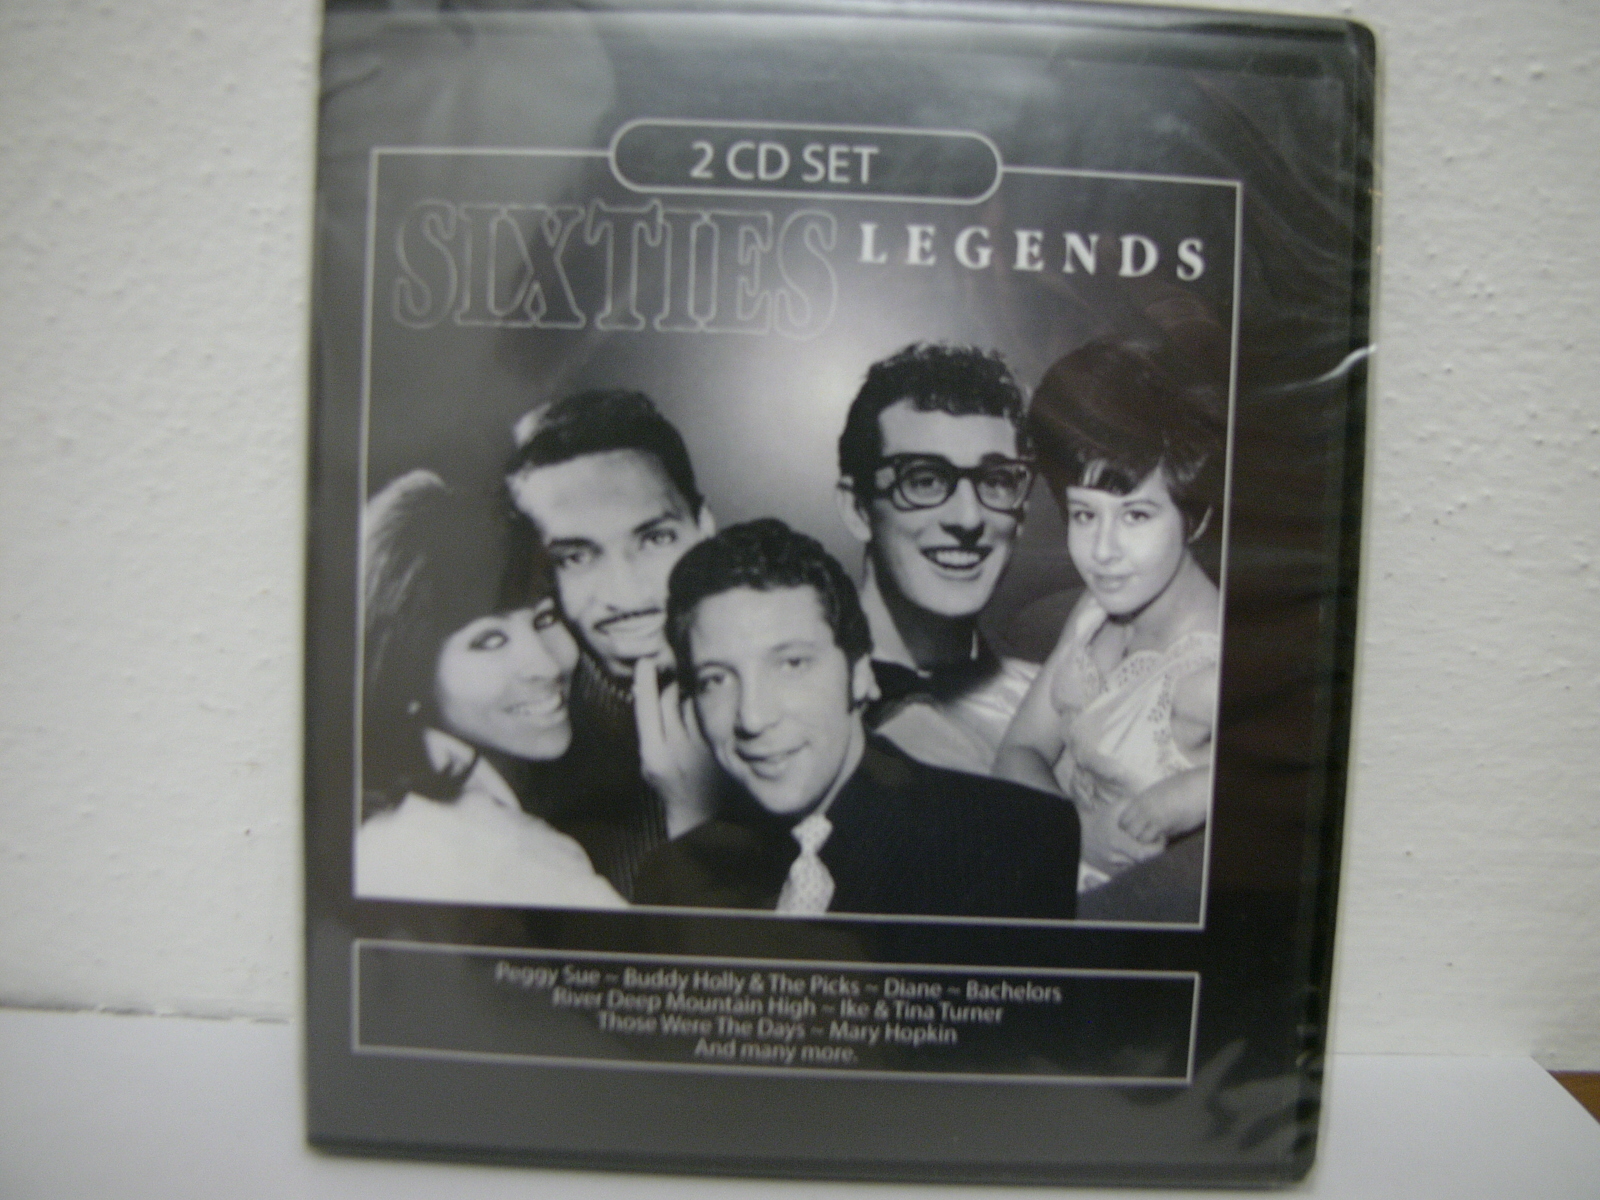 2 CD SET
SIXTIES LEGENDS
Peggy Sue ~ Buddy Holly & The Picks ~ Diane ~ Bachelors
River Deep Mountain High ~ Ike & Tina Turner
Those Were The Days ~ Mary Hopkin
And many more.